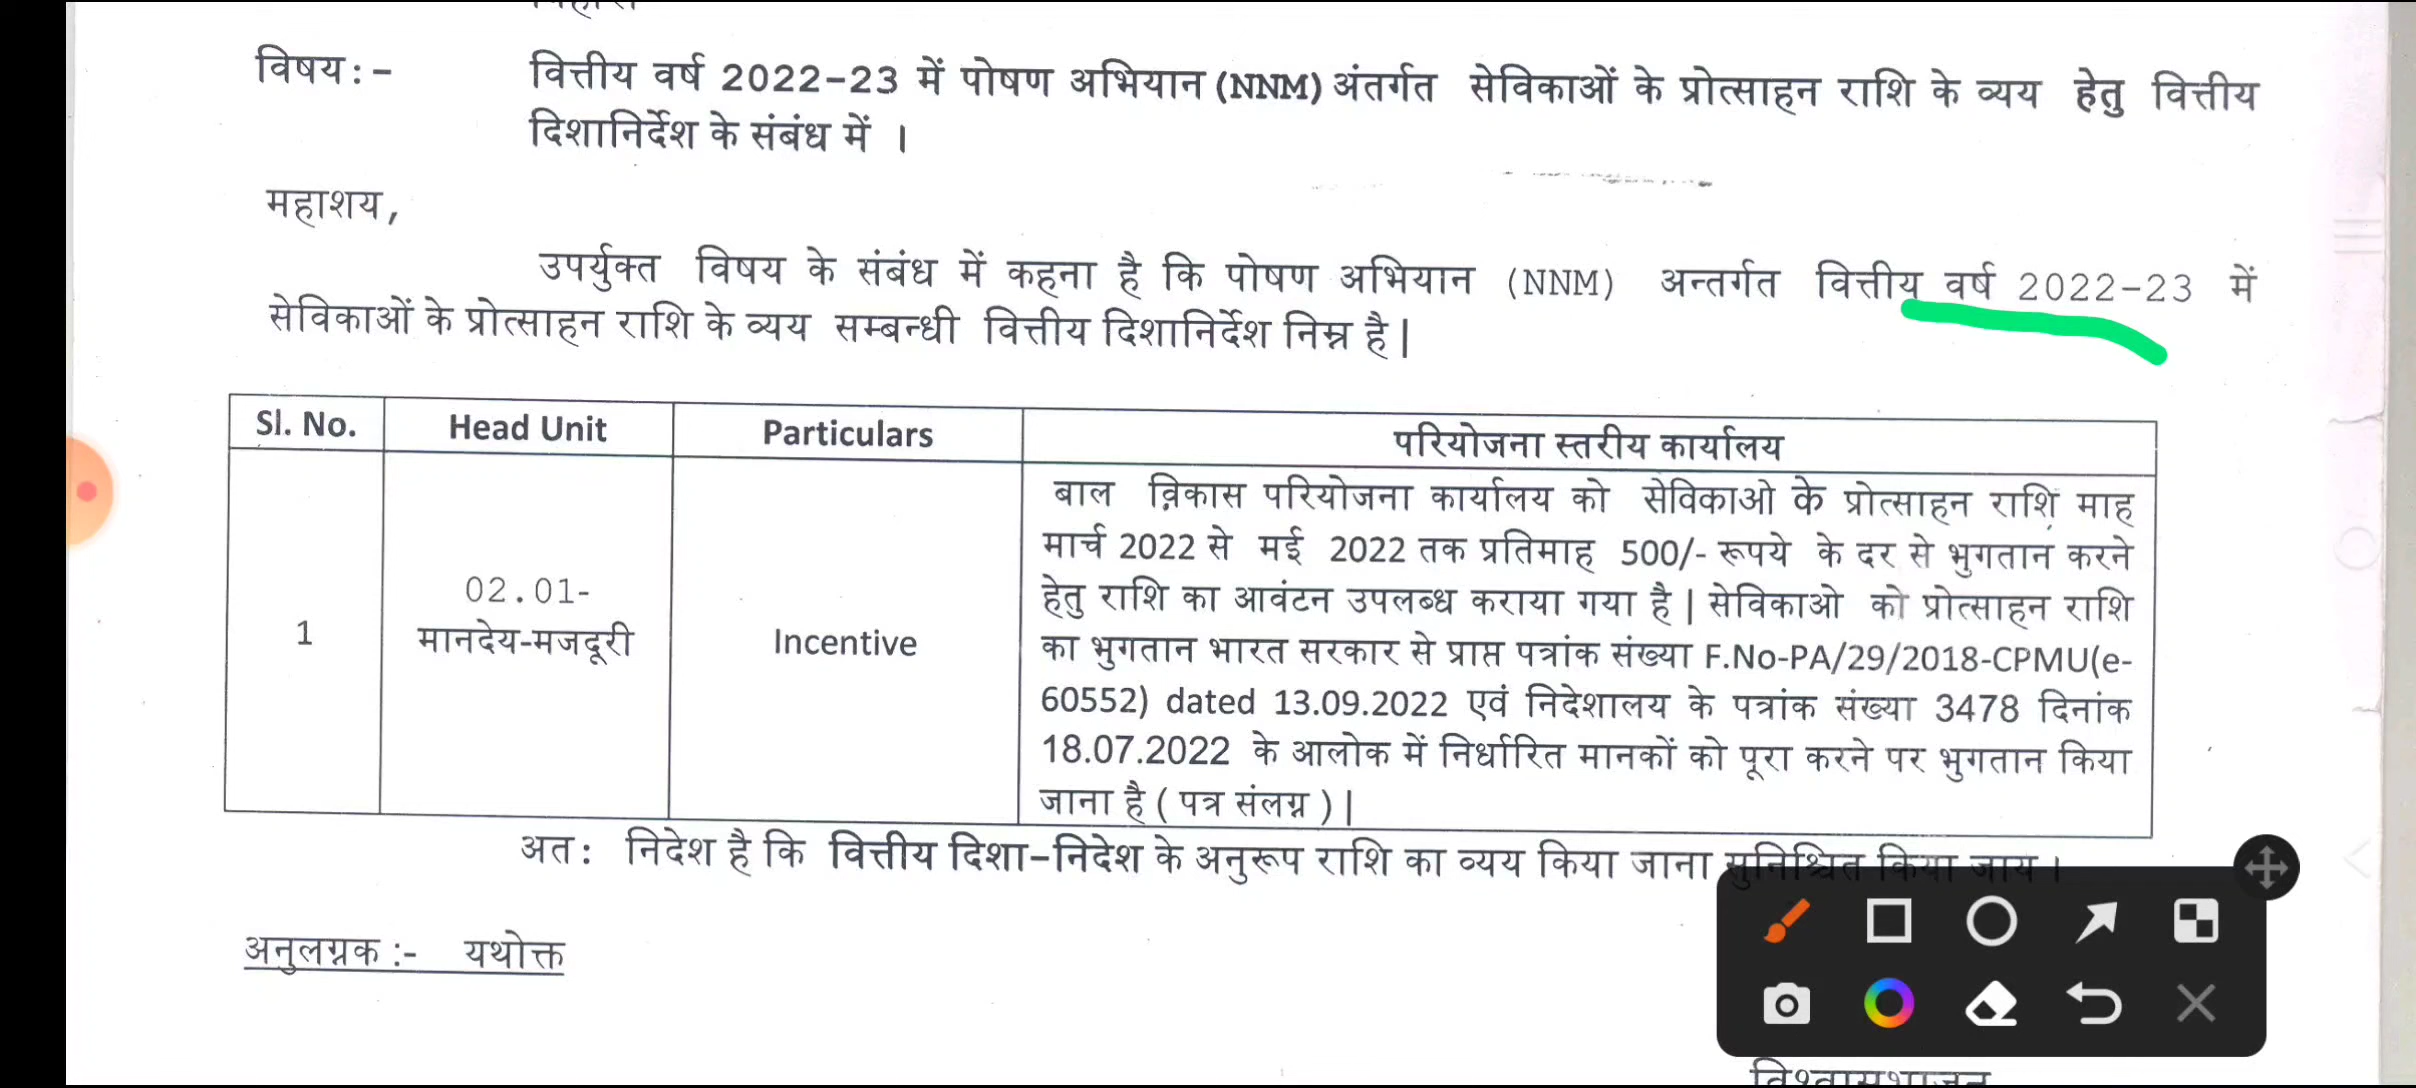 विषय:- वित्तीय वर्ष 2022-23 में पोषण अभियान (NNM) अंतर्गत सेविकाओं के प्रोत्साहन राशि के व्यय हेतु वित्तीय
दिशानिर्देश के संबंध में ।
महाशय,
उपर्युक्त विषय के संबंध में कहना है कि पोषण अभियान (NNM) अन्तर्गत वित्तीय वर्ष 2022-23 में
सेविकाओं के प्रोत्साहन राशि के व्यय सम्बन्धी वित्तीय दिशानिर्देश निम्न है|
Sl. No. Head Unit Particulars परियोजना स्तरीय कार्यालय
1
02.01-
मानदेय-मजदूरी
Incentive
बाल विकास परियोजना कार्यालय को सेविकाओ के प्रोत्साहन राशि माह
मार्च 2022 से मई 2022 तक प्रतिमाह 500/- रूपये के दर से भुगतान करने
हेतु राशि का आवंटन उपलब्ध कराया गया है | सेविकाओ को प्रोत्साहन राशि
का भुगतान भारत सरकार से प्राप्त पत्रांक संख्या F.No-PA/29/2018-CPMU(e-
60552) dated 13.09.2022 एवं निदेशालय के पत्रांक संख्या 3478 दिनांक
18.07.2022 के आलोक में निर्धारित मानकों को पूरा करने पर भुगतान किया
जाना है ( पत्र संलग्न ) |
अत: निदेश है कि वित्तीय दिशा-निदेश के अनुरूप राशि का व्यय किया जाना सुनिश्चित किया जाय ।
अनुलग्नक :- यथोक्त